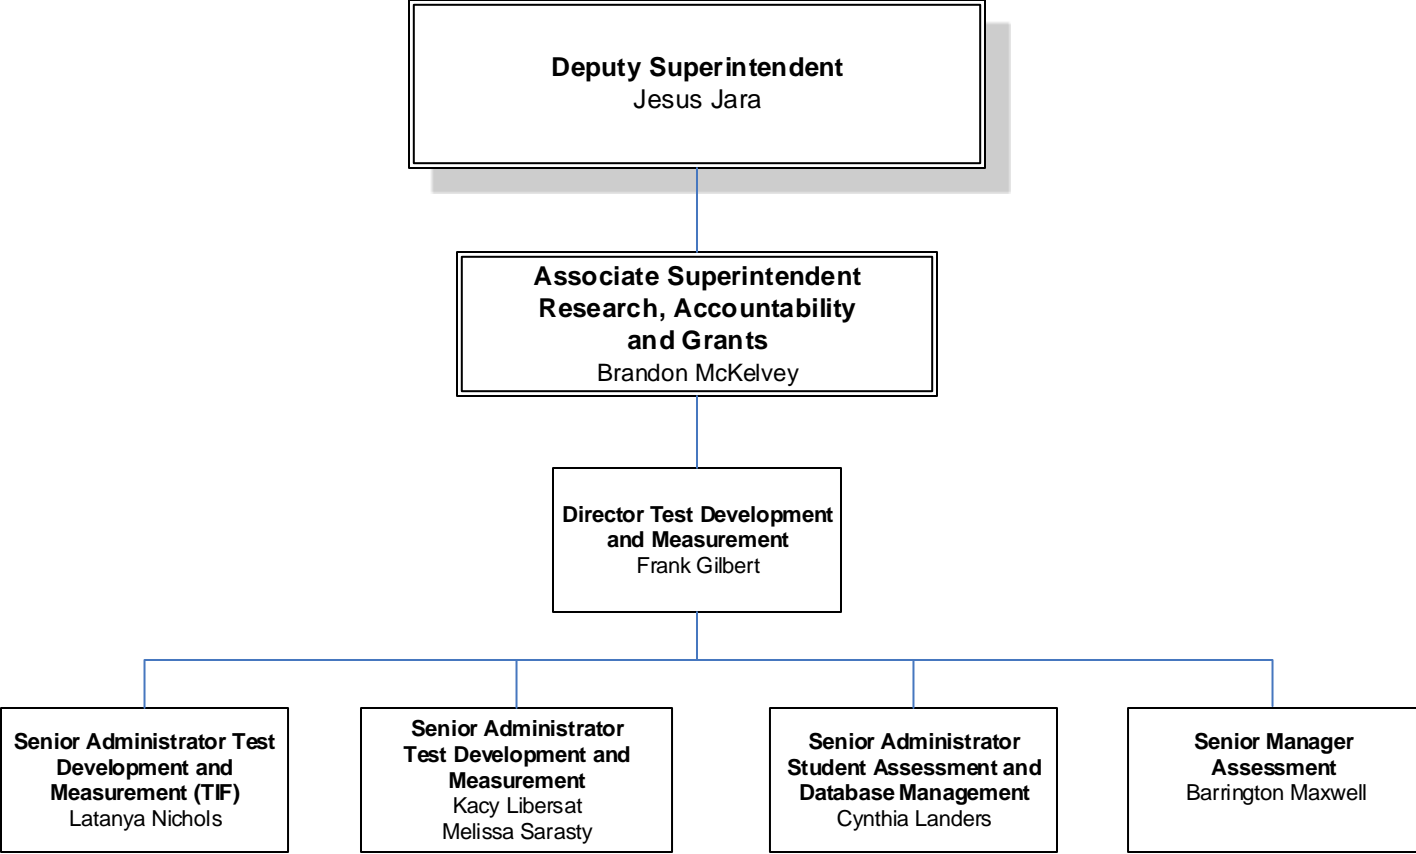 Deputy Superintendent
Jesus Jara
Associate Superintendent
Research, Accountability
and Grants
Brandon McKelvey
Director Test Development
and Measurement
Frank Gilbert
Senior Administrator Test
Development and
Measurement (TIF)
Latanya Nichols
Senior Administrator
Test Development and
Measurement
Kacy Libersat
Melissa Sarasty
Senior Administrator
Student Assessment and
Database Management
Cynthia Landers
Senior Manager
Assessment
Barrington Maxwell